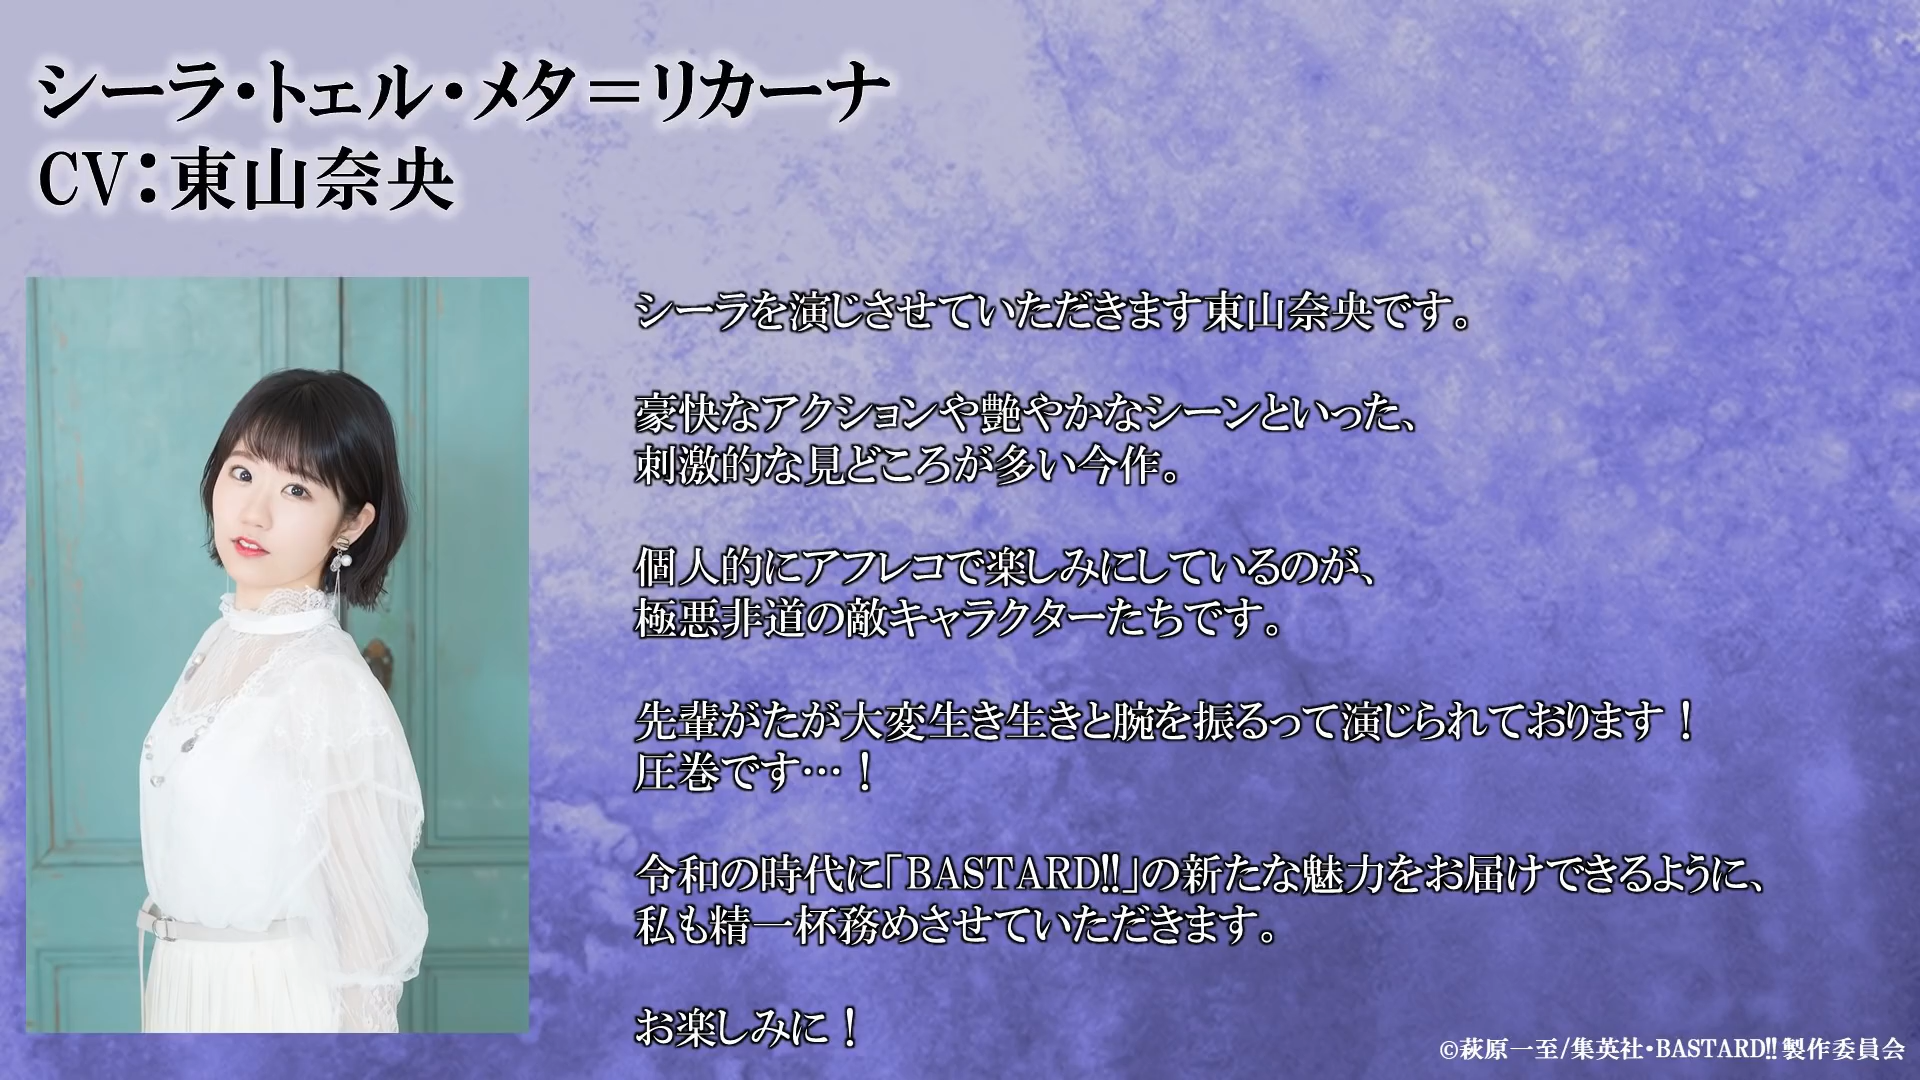 シーラ・トェル・メタ＝リカーナ
CV：東山奈央
シーラを演じさせていただきます東山奈央です。
豪快なアクションや艶やかなシーンといった、
刺激的な見どころが多い今作。
個人的にアフレコで楽しみにしているのが、
極悪非道の敵キャラクターたちです。
先輩がたが大変生き生きと腕を振るって演じられております！
圧巻です…！
令和の時代に「BASTARD!!」の新たな魅力をお届けできるように、
私も精一杯務めさせていただきます。
お楽しみに！
©萩原一至/集英社・BASTARD!! 製作委員会